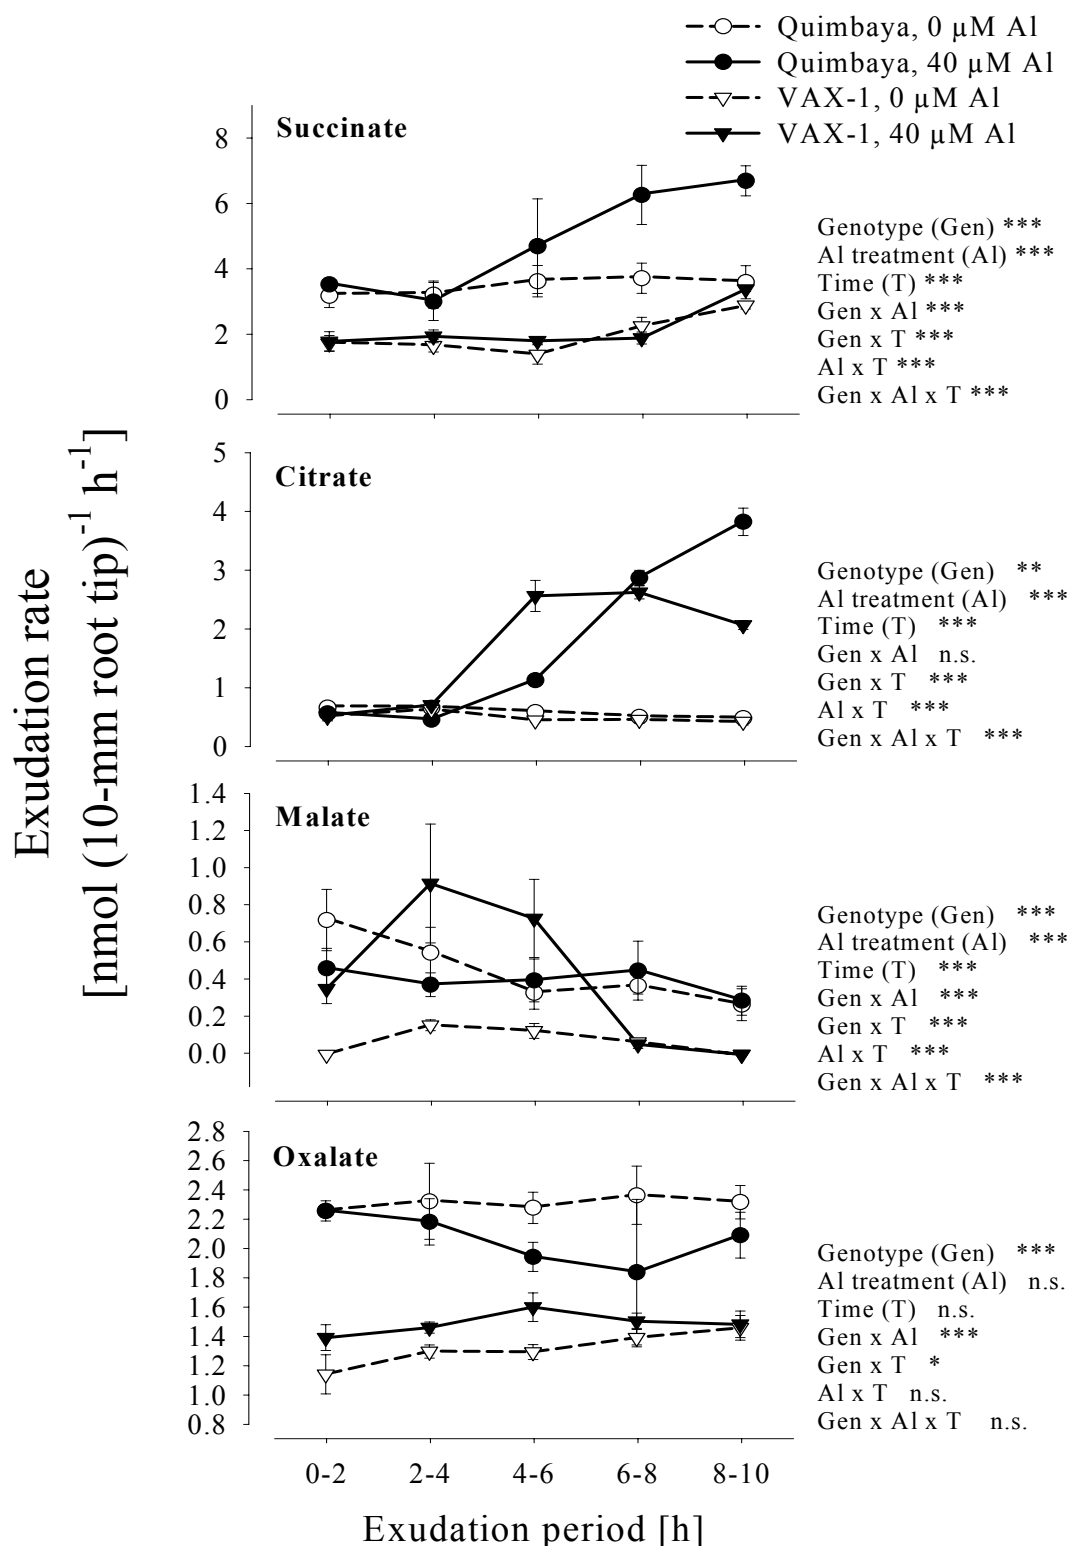 Quimbaya, 0 µM Al
Quimbaya, 40 µM Al
VAX-1, 0 µM Al
VAX-1, 40 µM Al
Exudation rate
[nmol (10-mm root tip)⁻¹ h⁻¹]
Succinate
8
6
4
2
0
Genotype (Gen) ***
Al treatment (Al) ***
Time (T) ***
Gen x Al ***
Gen x T ***
Al x T ***
Gen x Al x T ***
Citrate
5
4
3
2
1
0
Genotype (Gen) **
Al treatment (Al) ***
Time (T) ***
Gen x Al n.s.
Gen x T ***
Al x T ***
Gen x Al x T ***
Malate
1.4
1.2
1.0
0.8
0.6
0.4
0.2
0.0
Genotype (Gen) ***
Al treatment (Al) ***
Time (T) ***
Gen x Al ***
Gen x T ***
Al x T ***
Gen x Al x T ***
Oxalate
2.8
2.6
2.4
2.2
2.0
1.8
1.6
1.4
1.2
1.0
0.8
Genotype (Gen) ***
Al treatment (Al) n.s.
Time (T) n.s.
Gen x Al ***
Gen x T *
Al x T n.s.
Gen x Al x T n.s.
0-2 2-4 4-6 6-8 8-10
Exudation period [h]